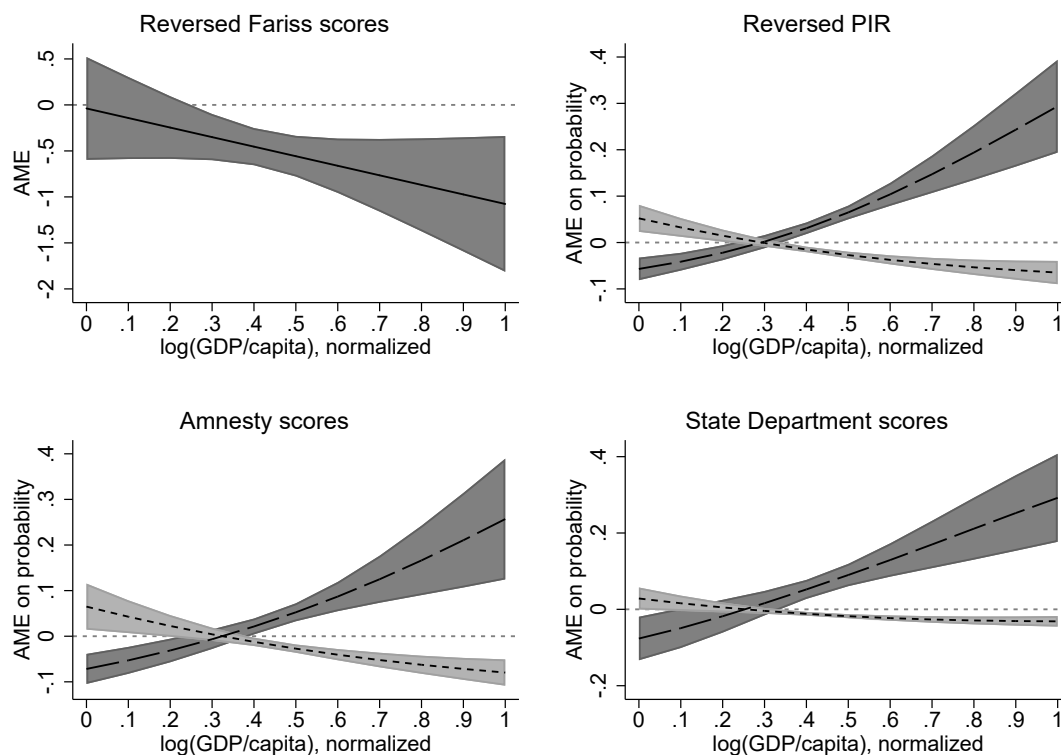 Reversed Fariss scores
AME
.5
0
-.5
-1
-1.5
-2
0 .1 .2 .3 .4 .5 .6 .7 .8 .9 1
log(GDP/capita), normalized
Reversed PIR
AME on probability
.4
.3
.2
.1
0
-.1
0 .1 .2 .3 .4 .5 .6 .7 .8 .9 1
log(GDP/capita), normalized
Amnesty scores
AME on probability
.4
.3
.2
.1
0
-.1
0 .1 .2 .3 .4 .5 .6 .7 .8 .9 1
log(GDP/capita), normalized
State Department scores
AME on probability
.4
.2
0
-.2
0 .1 .2 .3 .4 .5 .6 .7 .8 .9 1
log(GDP/capita), normalized